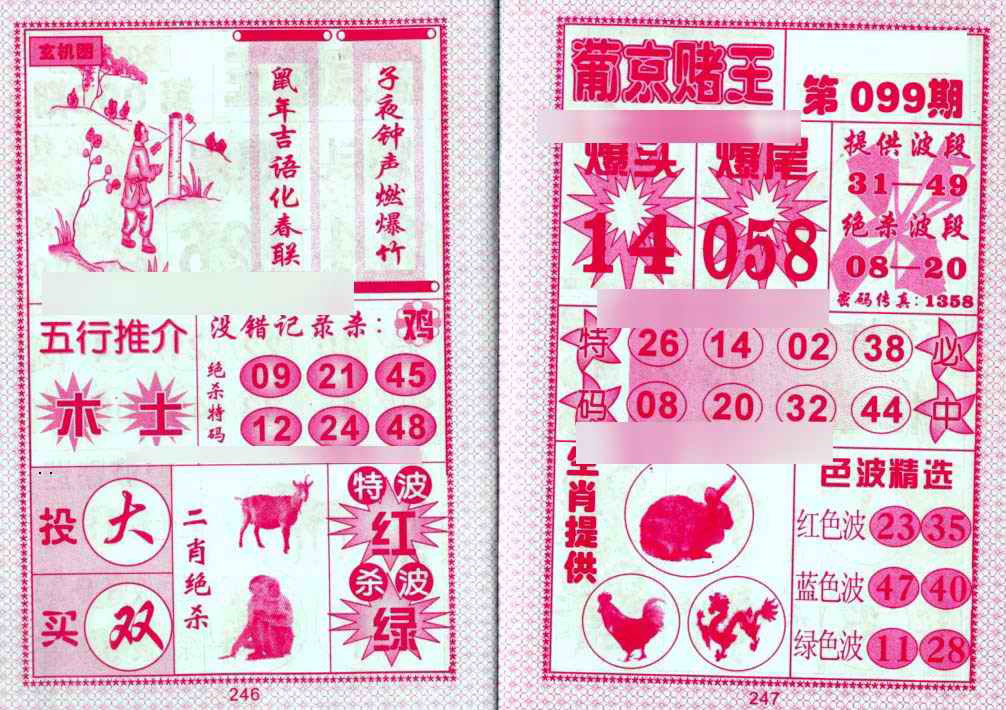 玄机图
子夜钟声燃爆竹
鼠年吉语化春联
五行推介
木 土
没错记录杀：鸡
绝杀特码
09 21 45
12 24 48
投 大
买 双
二肖绝杀
特波
红
杀波
绿
246
葡京赌王
第099期
爆头 爆尾
14 058
提供波段
31—49
绝杀波段
08—20
密码传真：1358
特码
26 14 02 38
08 20 32 44
必中
生肖提供
色波精选
红色波 23 35
蓝色波 47 40
绿色波 11 28
247